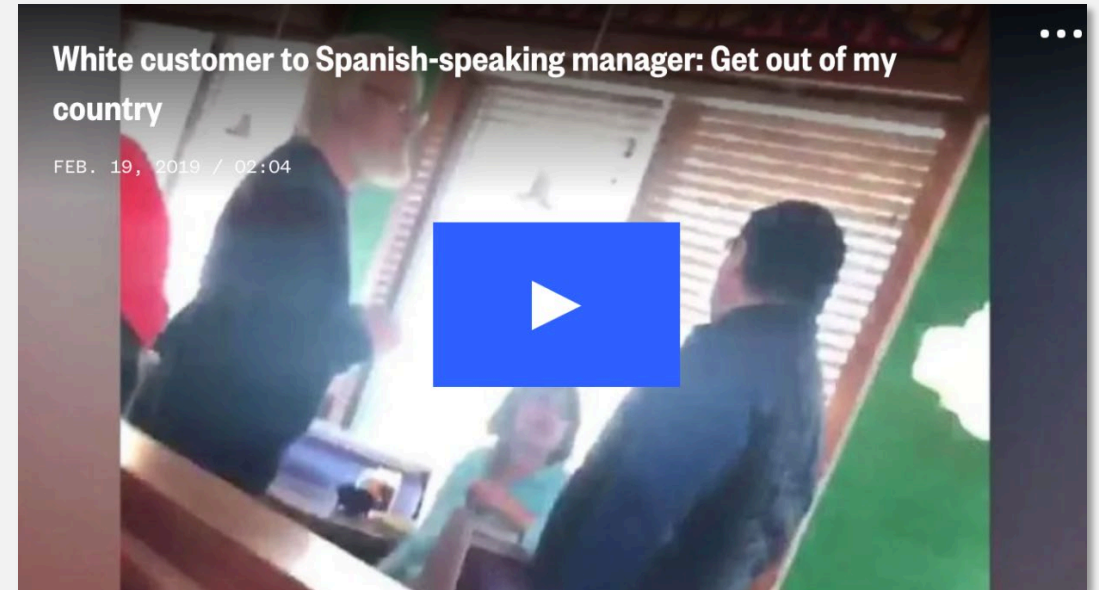 White customer to Spanish-speaking manager: Get out of my
country
FEB. 19, 2019 / 02:04